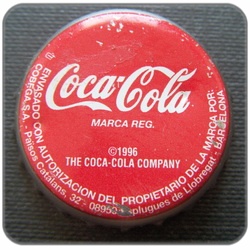 Coca-Cola
MARCA REG.
©1996
THE COCA-COLA COMPANY
ENVASADO CON AUTORIZACION DEL PROPIETARIO DE LA MARCA POR:
COBEGA S.A. - Països Catalans, 32 - 08950 Esplugues de Llobregat - BARCELONA